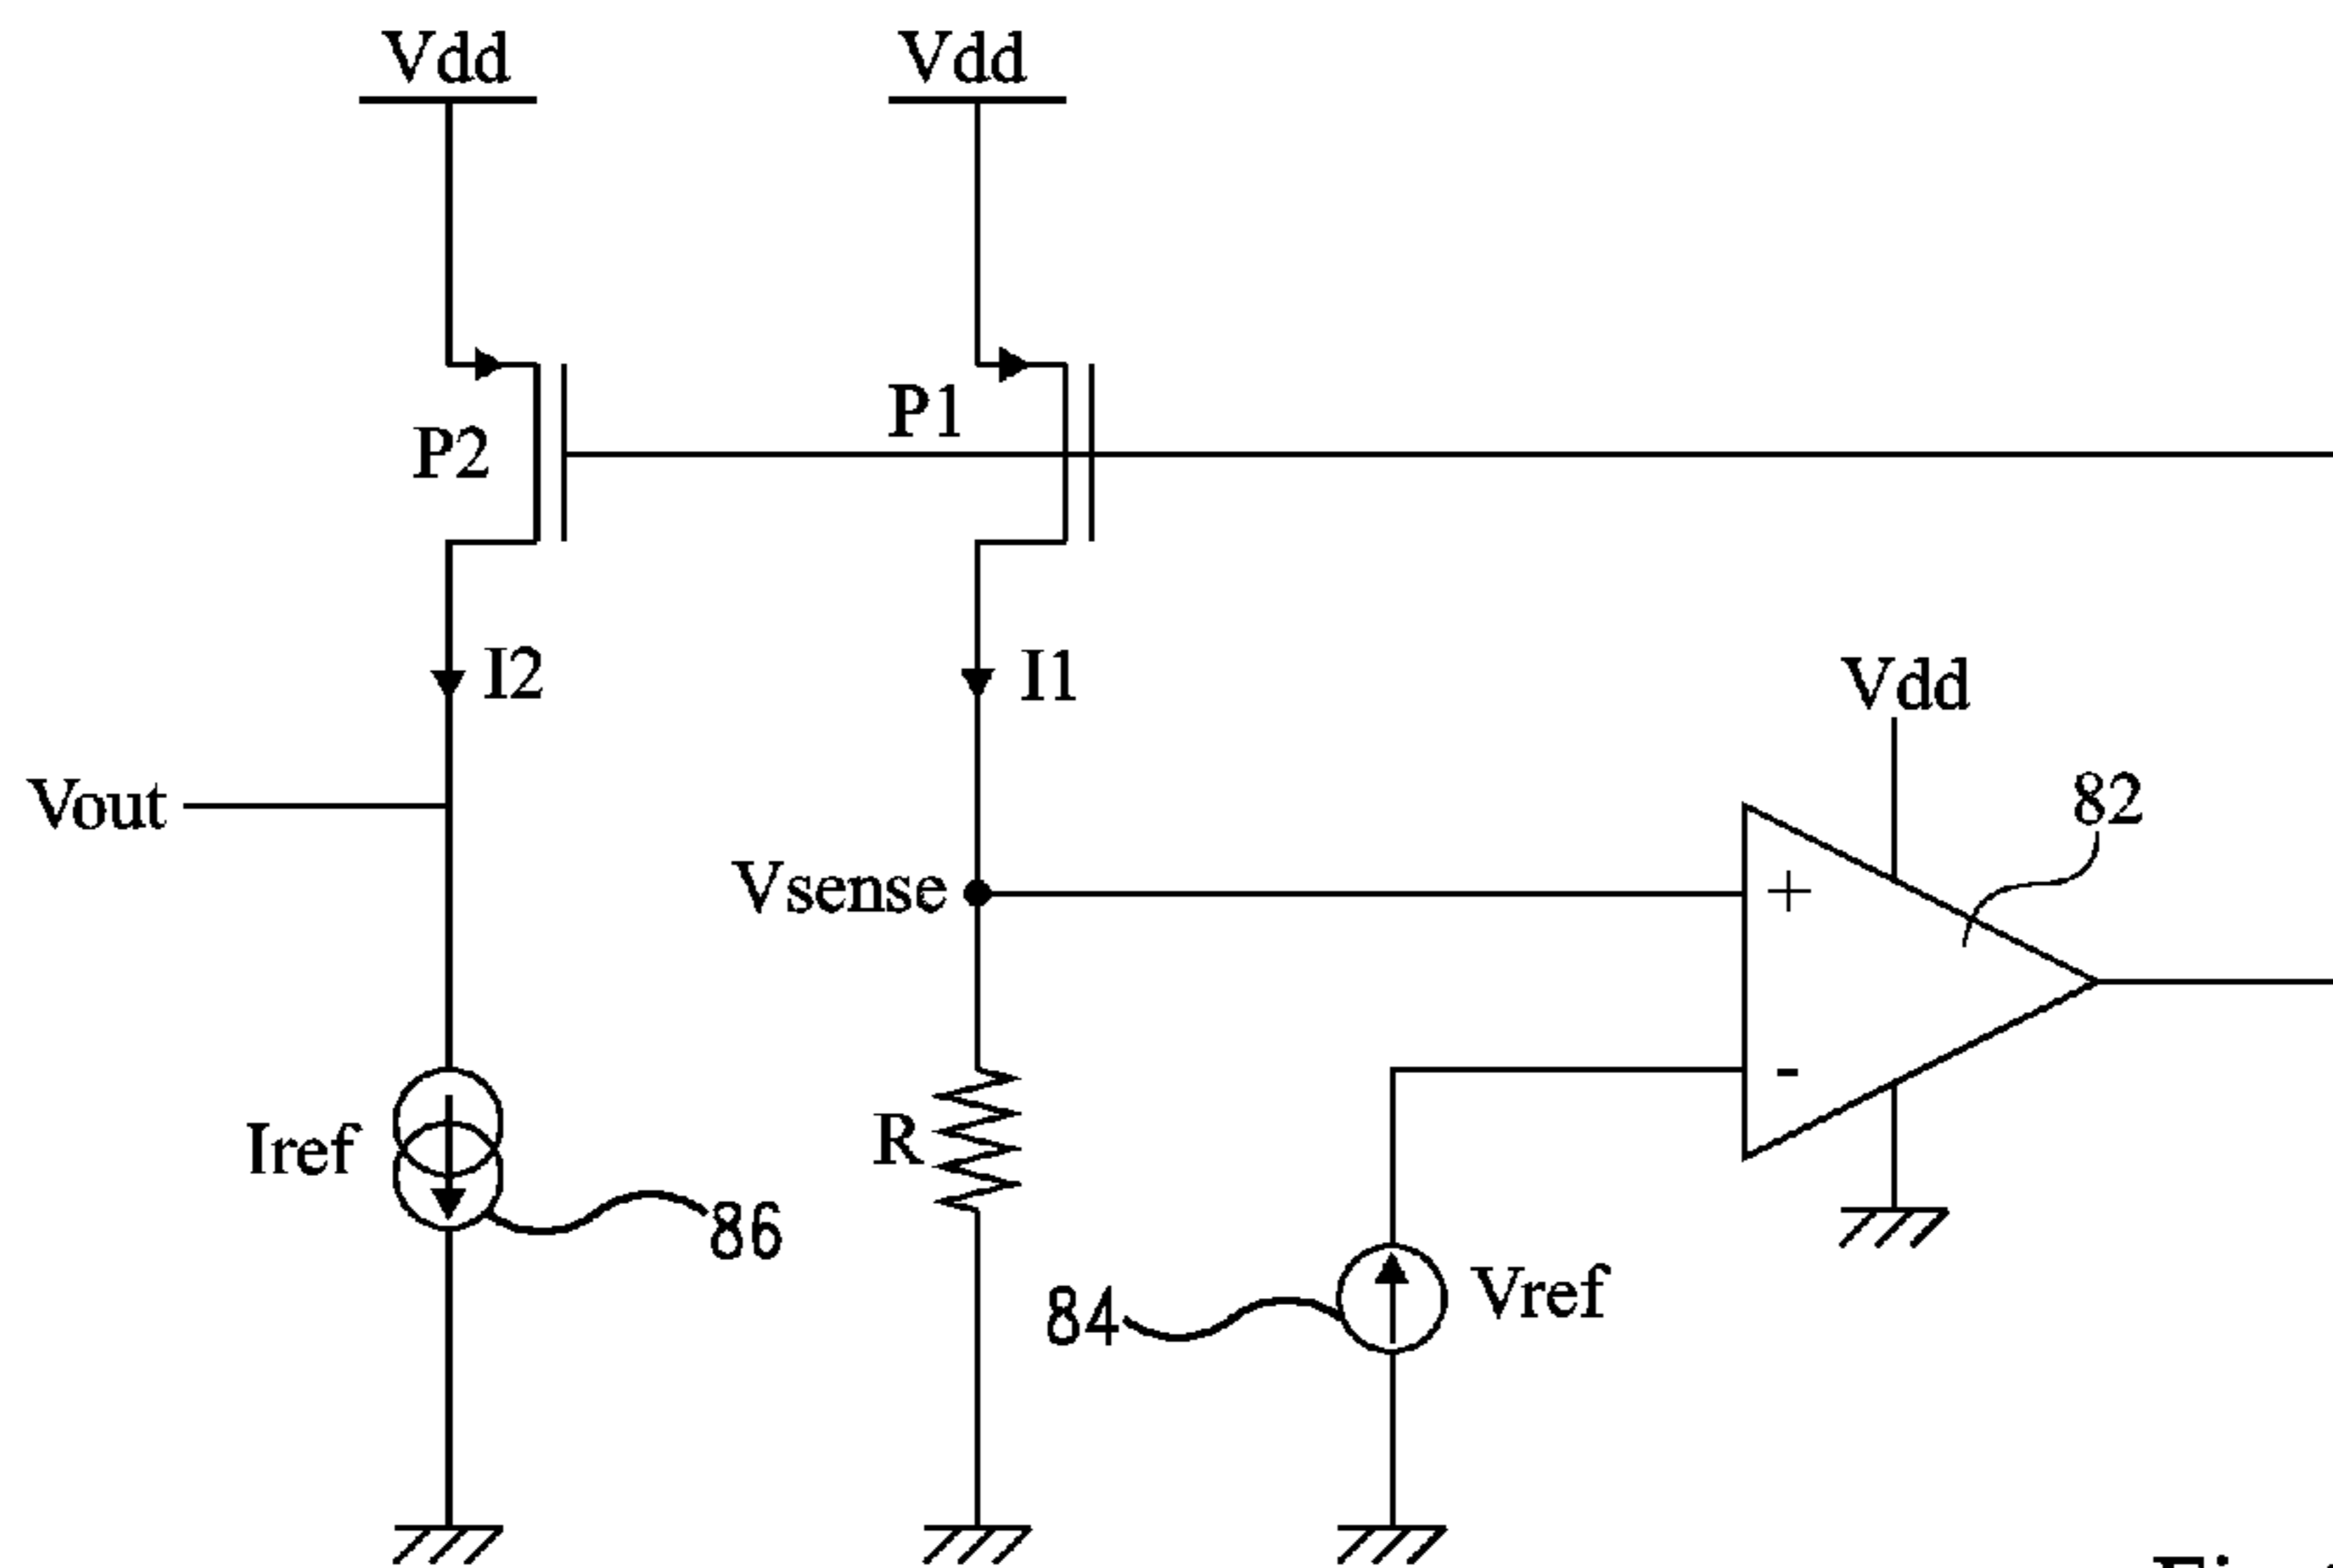 Vdd
Vdd
P1
P2
I2
I1
Vdd
82
Vout
Vsense
+
-
R
Iref
86
84
Vref